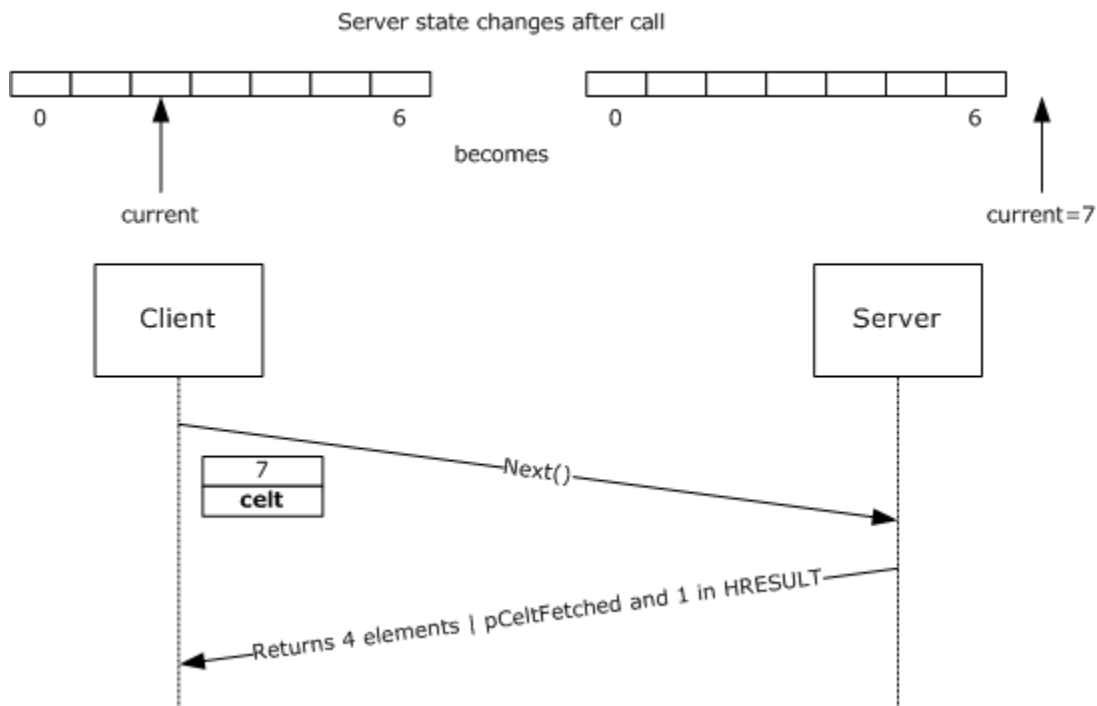 Server state changes after call
0 6 0 6
becomes
current current=7
Client Server
Next()
7
celt
Returns 4 elements | pCeltFetched and 1 in HRESULT